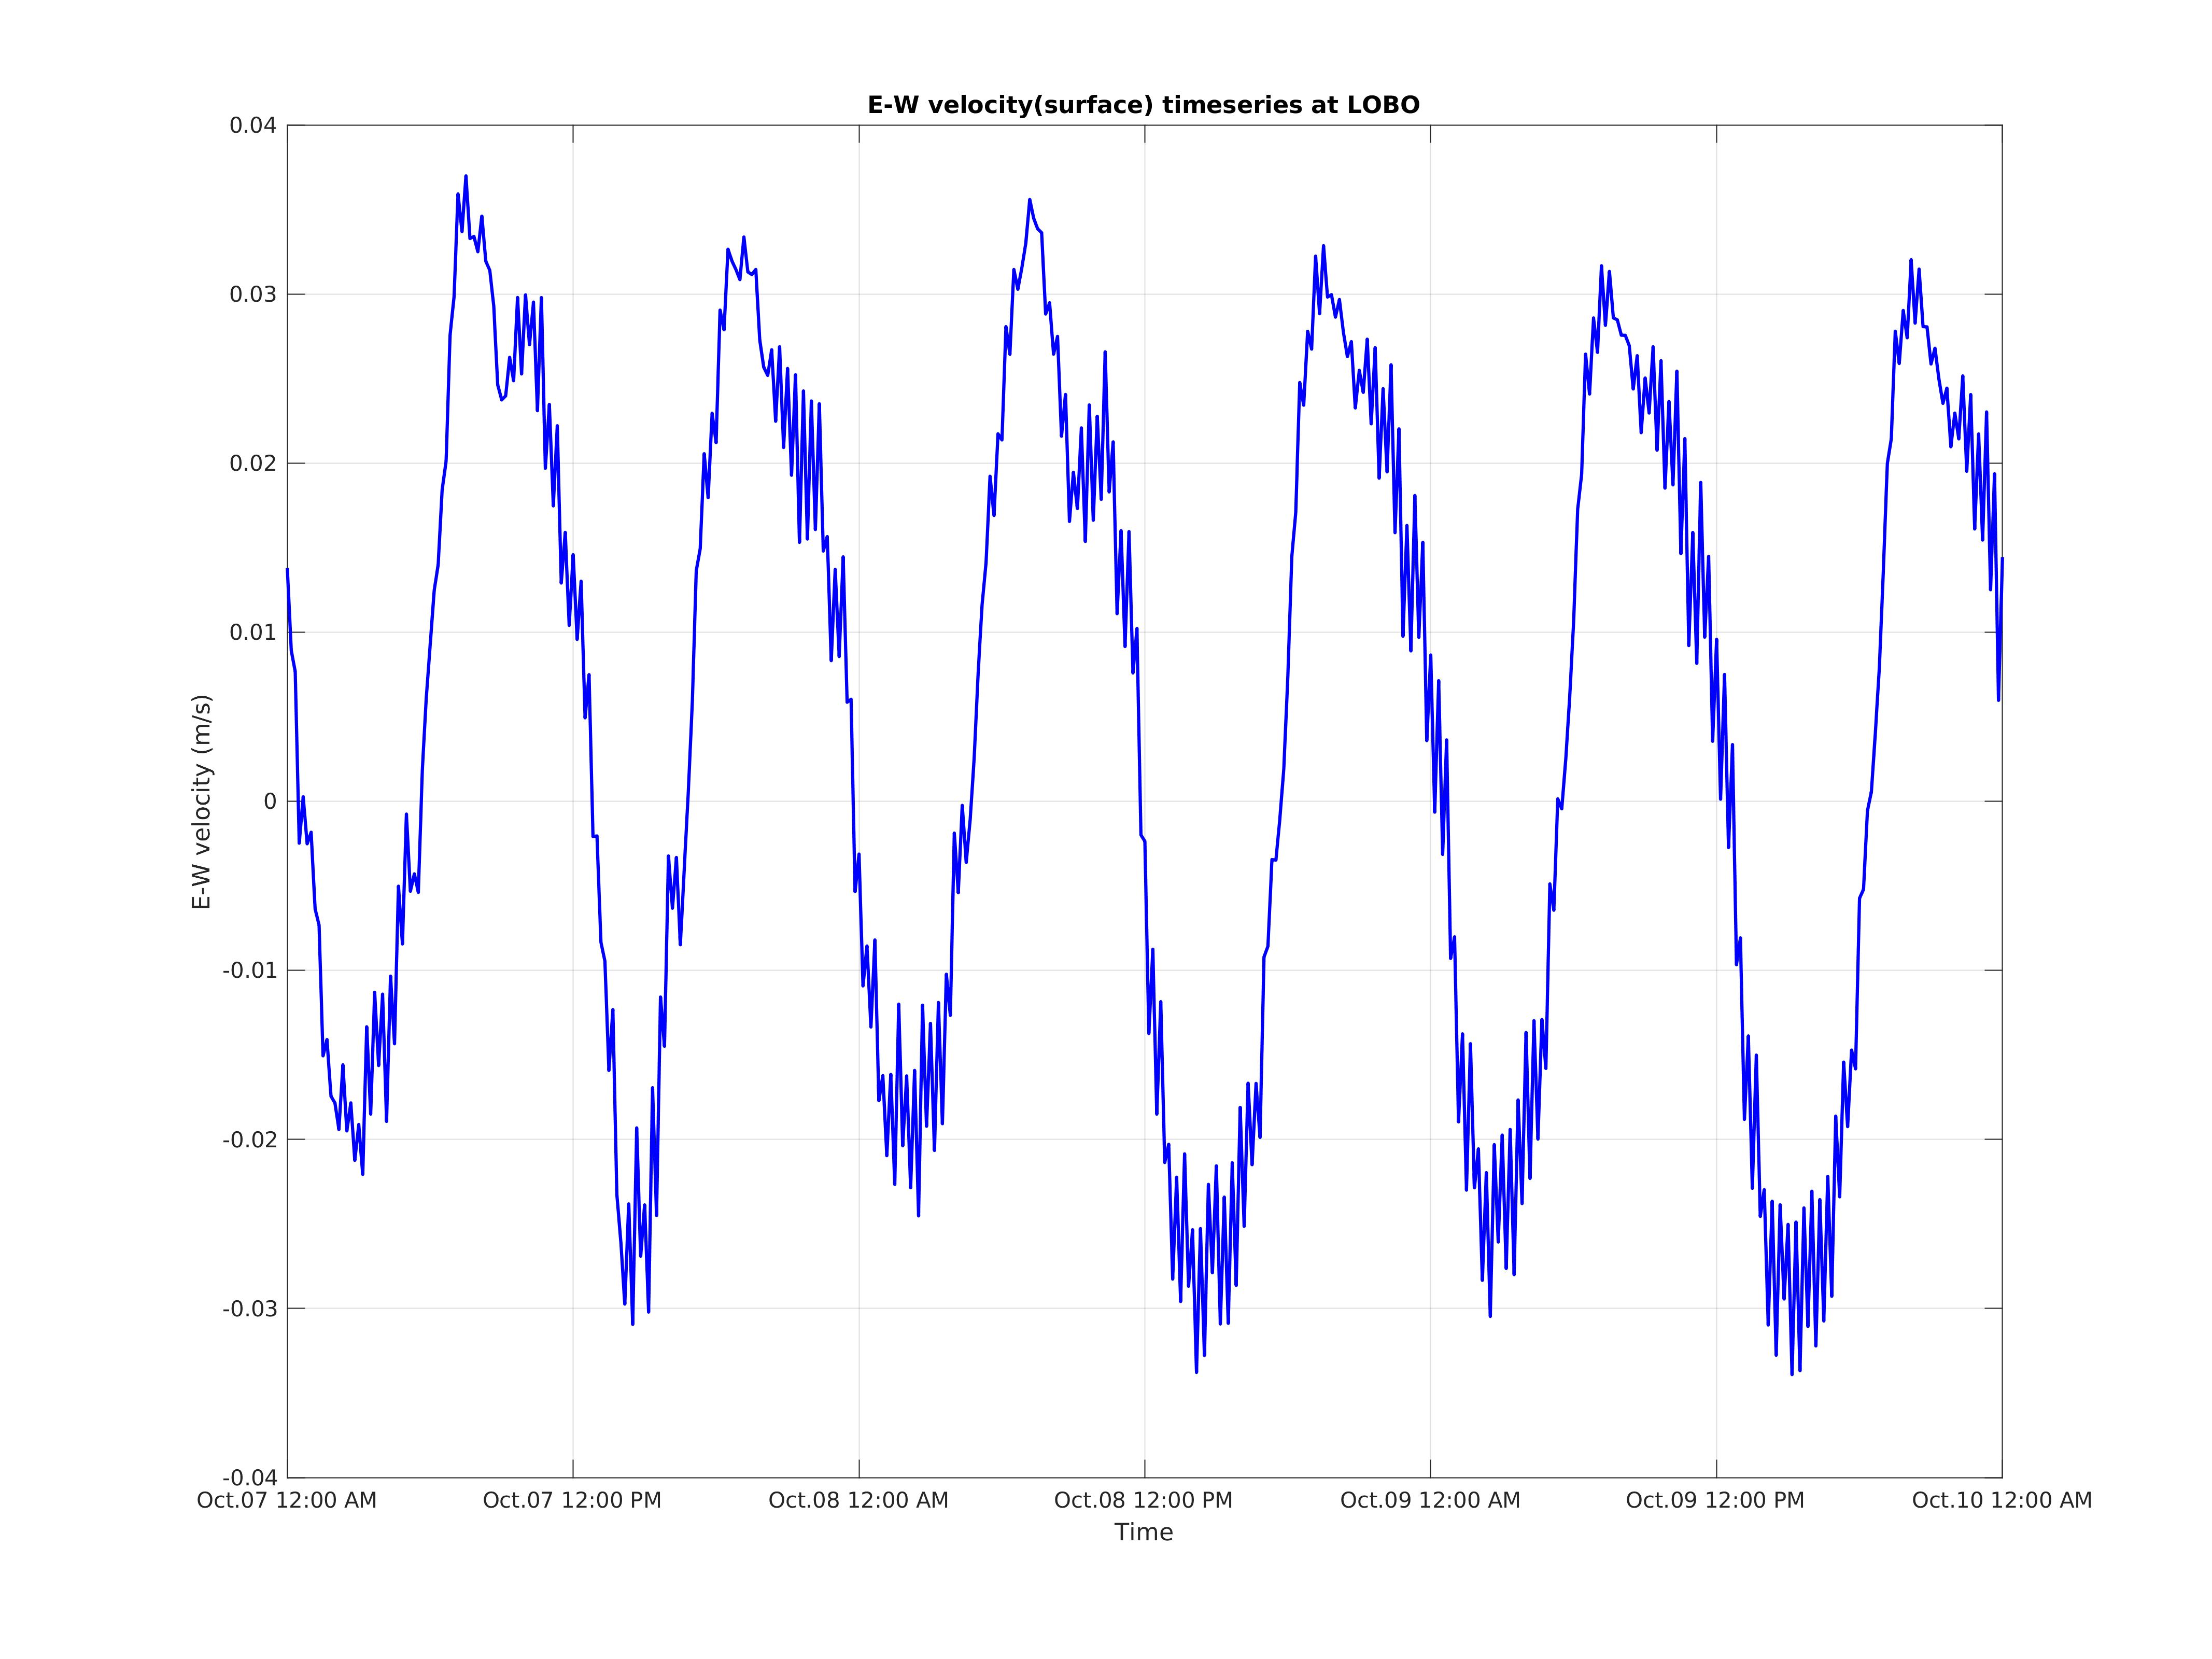 E-W velocity(surface) timeseries at LOBO
0.04
0.03
0.02
0.01
0
-0.01
-0.02
-0.03
-0.04
E-W velocity (m/s)
Oct.07 12:00 AM
Oct.07 12:00 PM
Oct.08 12:00 AM
Oct.08 12:00 PM
Oct.09 12:00 AM
Oct.09 12:00 PM
Oct.10 12:00 AM
Time